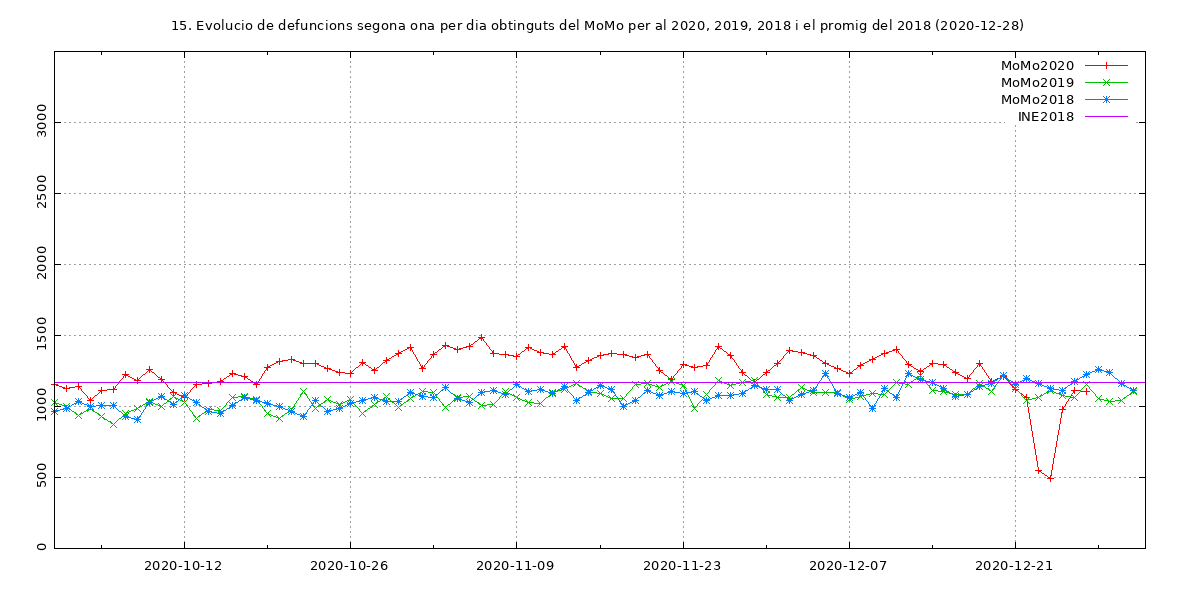 15. Evolucio de defuncions segona ona per dia obtinguts del MoMo per al 2020, 2019, 2018 i el promig del 2018 (2020-12-28)
MoMo2020
MoMo2019
MoMo2018
INE2018
3000
2500
2000
1500
1000
500
0
2020-10-12 2020-10-26 2020-11-09 2020-11-23 2020-12-07 2020-12-21